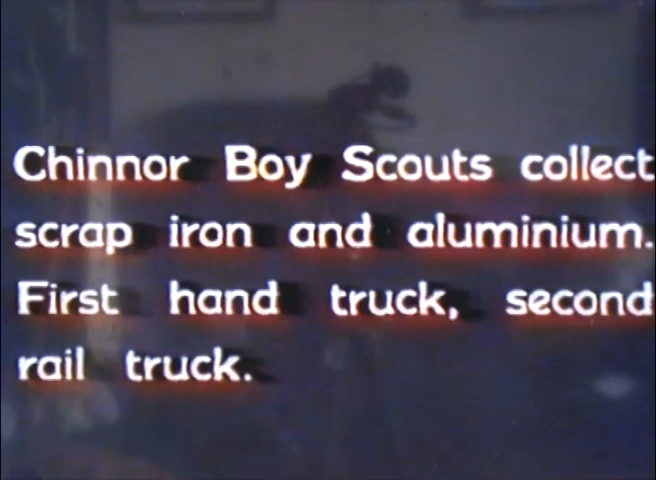 Chinnor Boy Scouts collect
scrap iron and aluminium.
First hand truck, second
rail truck.